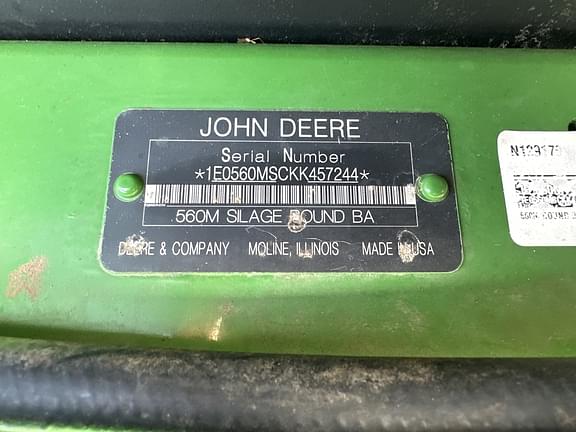 JOHN DEERE
Serial Number
*1E0560MSCKK457244*
560M SILAGE ROUND BA
DEERE & COMPANY MOLINE, ILLINOIS MADE IN USA